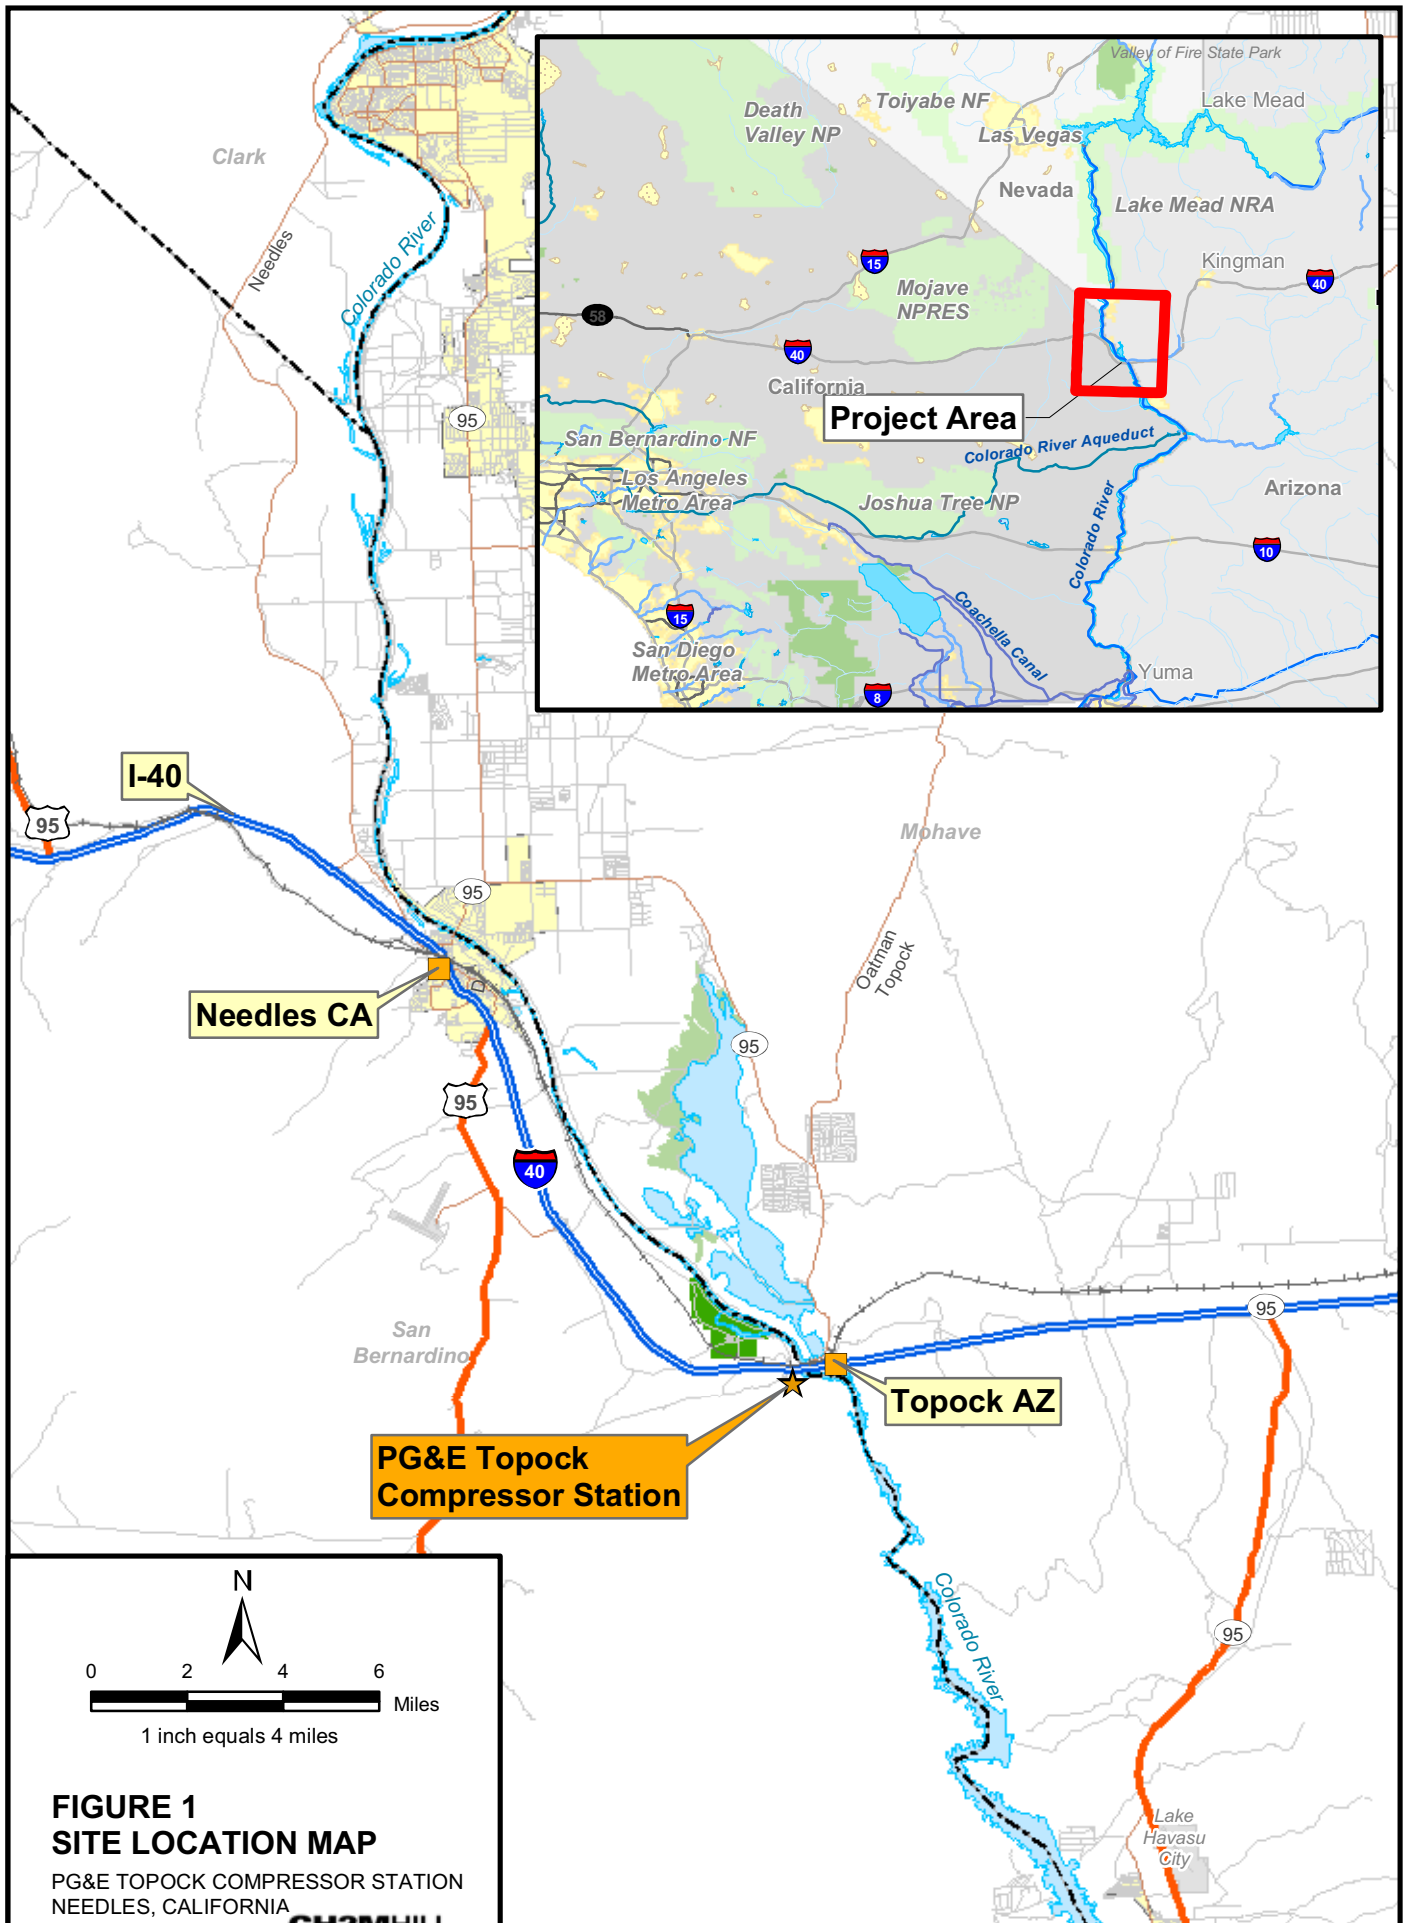 Valley of Fire State Park
Death
Valley NP
Toiyabe NF
Lake Mead
Las Vegas
Nevada
Lake Mead NRA
15
Mojave
NPRES
Kingman
40
58
40
California
Project Area
San Bernardino NF
Colorado River Aqueduct
Los Angeles
Metro Area
Joshua Tree NP
Arizona
Colorado River
10
15
Coachella Canal
San Diego
Metro Area
Yuma
8
Clark
Needles
Colorado River
95
I-40
95
Mohave
95
Oatman
Topock
Needles CA
95
95
40
San
Bernardino
95
Topock AZ
PG&E Topock
Compressor Station
Colorado River
95
Lake
Havasu
City
N
0 2 4 6
Miles
1 inch equals 4 miles
FIGURE 1
SITE LOCATION MAP
PG&E TOPOCK COMPRESSOR STATION
NEEDLES, CALIFORNIA
CH2MHILL